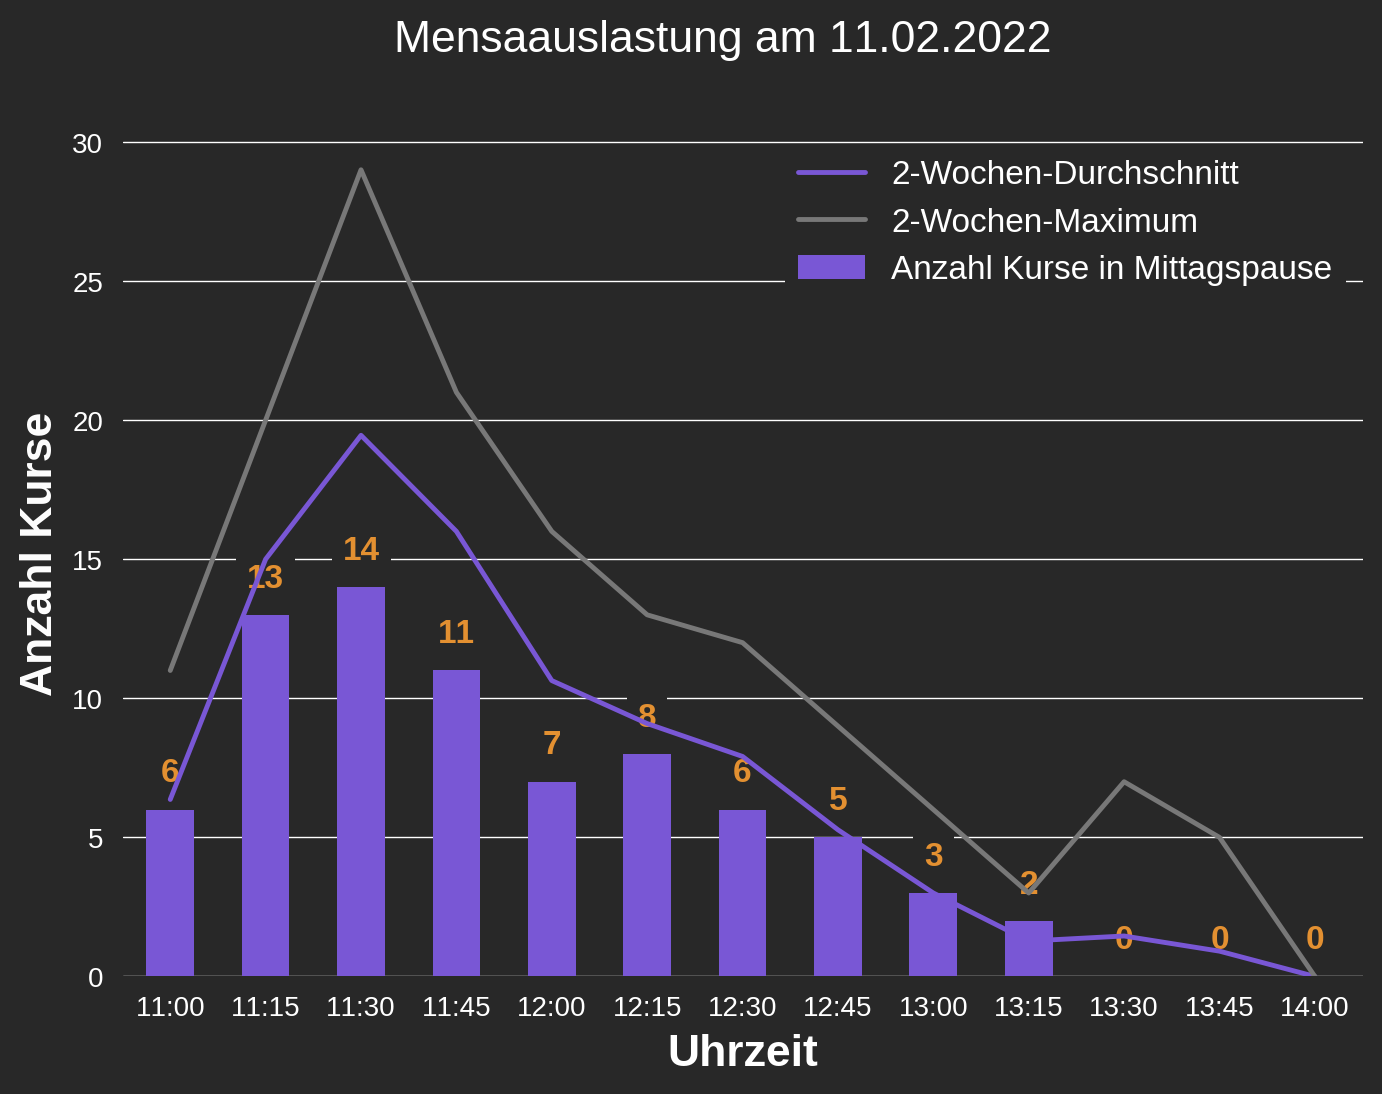 Mensaauslastung am 11.02.2022
30
25
20
15
10
5
0
Anzahl Kurse
2-Wochen-Durchschnitt
2-Wochen-Maximum
Anzahl Kurse in Mittagspause
6
13
14
11
7
8
6
5
3
2
0
0
0
11:00 11:15 11:30 11:45 12:00 12:15 12:30 12:45 13:00 13:15 13:30 13:45 14:00
Uhrzeit